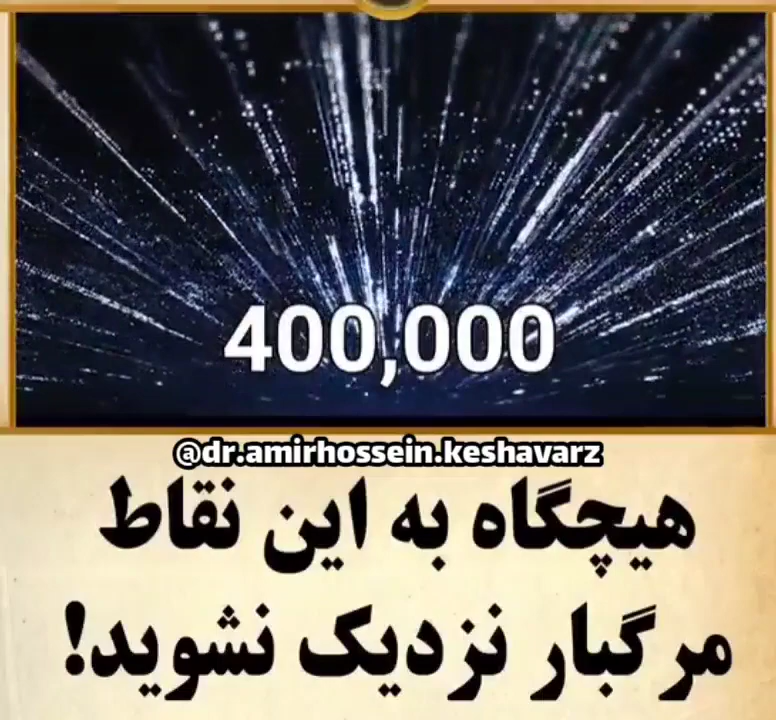 400,000
@dr.amirhossein.keshavarz
هیچگاه به این نقاط
مرگبار نزدیک نشوید!